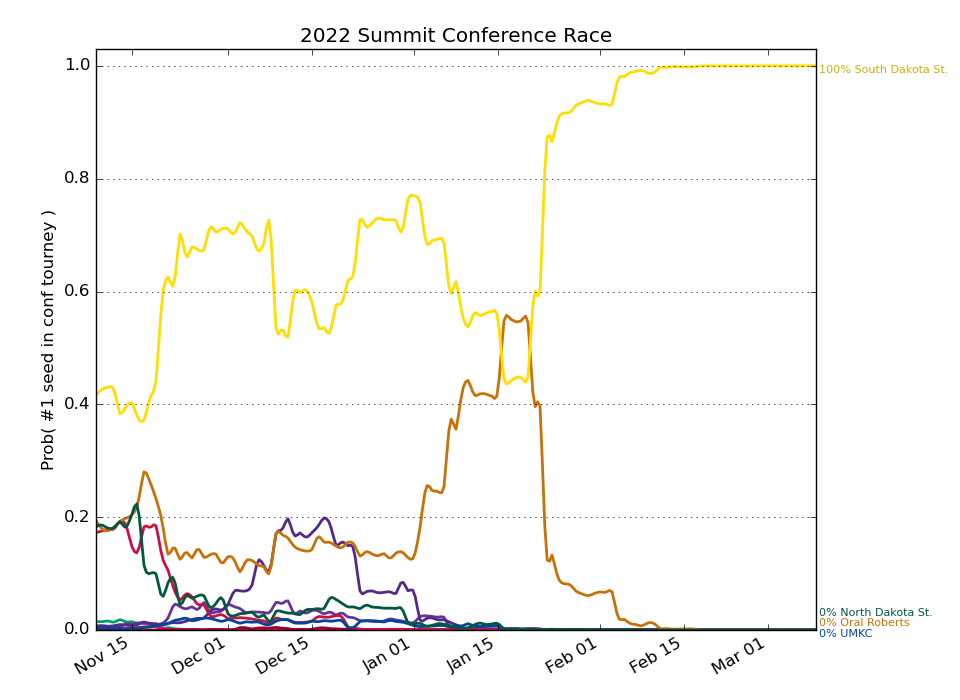 2022 Summit Conference Race
Prob( #1 seed in conf tourney )
1.0
0.8
0.6
0.4
0.2
0.0
100% South Dakota St.
0% North Dakota St.
0% Oral Roberts
0% UMKC
Nov 15
Dec 01
Dec 15
Jan 01
Jan 15
Feb 01
Feb 15
Mar 01